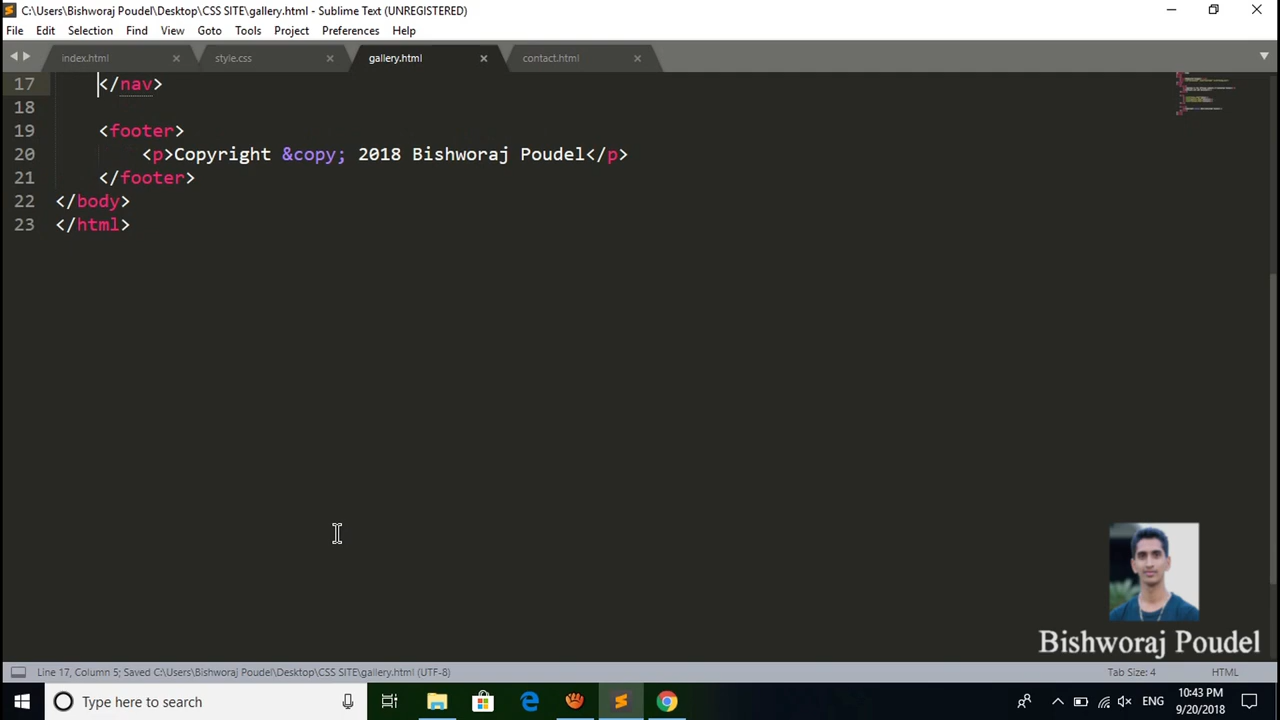 C:\Users\Bishworaj Poudel\Desktop\CSS SITE\gallery.html - Sublime Text (UNREGISTERED)
File Edit Selection Find View Goto Tools Project Preferences Help
index.html style.css gallery.html contact.html
17 </nav>
18
19 <footer>
20 <p>Copyright &copy; 2018 Bishworaj Poudel</p>
21 </footer>
22 </body>
23 </html>
Bishworaj Poudel
Line 17, Column 5; Saved C:\Users\Bishworaj Poudel\Desktop\CSS SITE\gallery.html (UTF-8) Tab Size: 4 HTML
Type here to search ENG 10:43 PM
9/20/2018